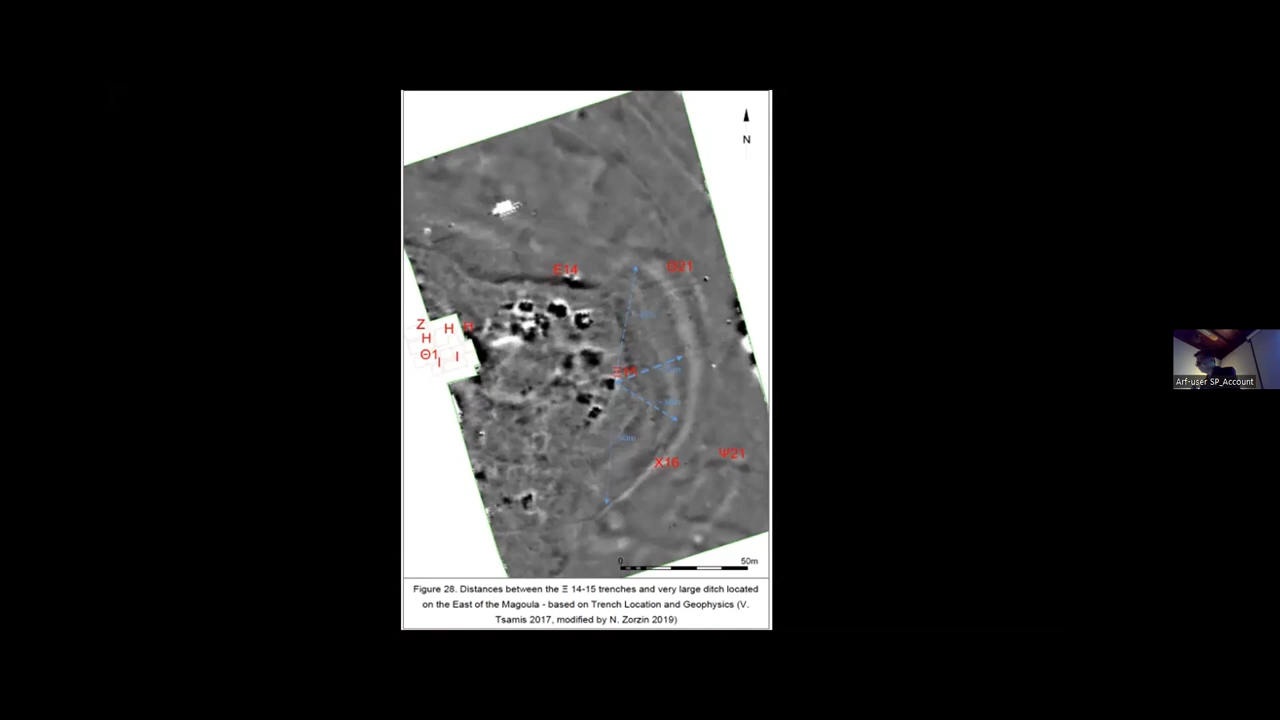 N
Ξ14
Z
H
H
H
Θ1
I
I
X16
Ψ21
0
50m
Figure 28. Distances between the Ξ 14-15 trenches and very large ditch located
on the East of the Magoula - based on Trench Location and Geophysics (V.
Tsamis 2017, modified by N. Zorzin 2019)
Arf-user SP_Account